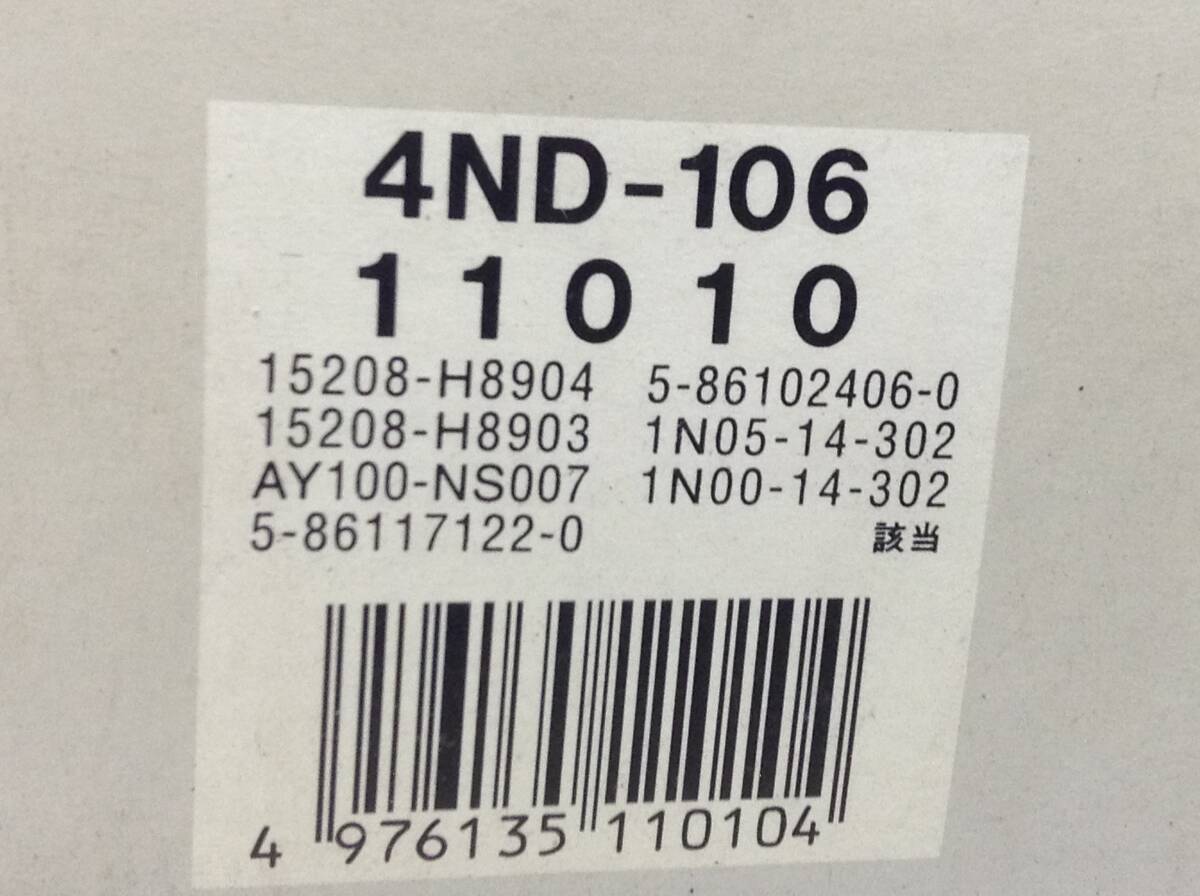 4ND-106
11010
15208-H8904 5-86102406-0
15208-H8903 1N05-14-302
AY100-NS007 1N00-14-302
5-86117122-0 該当
4 976135 110104